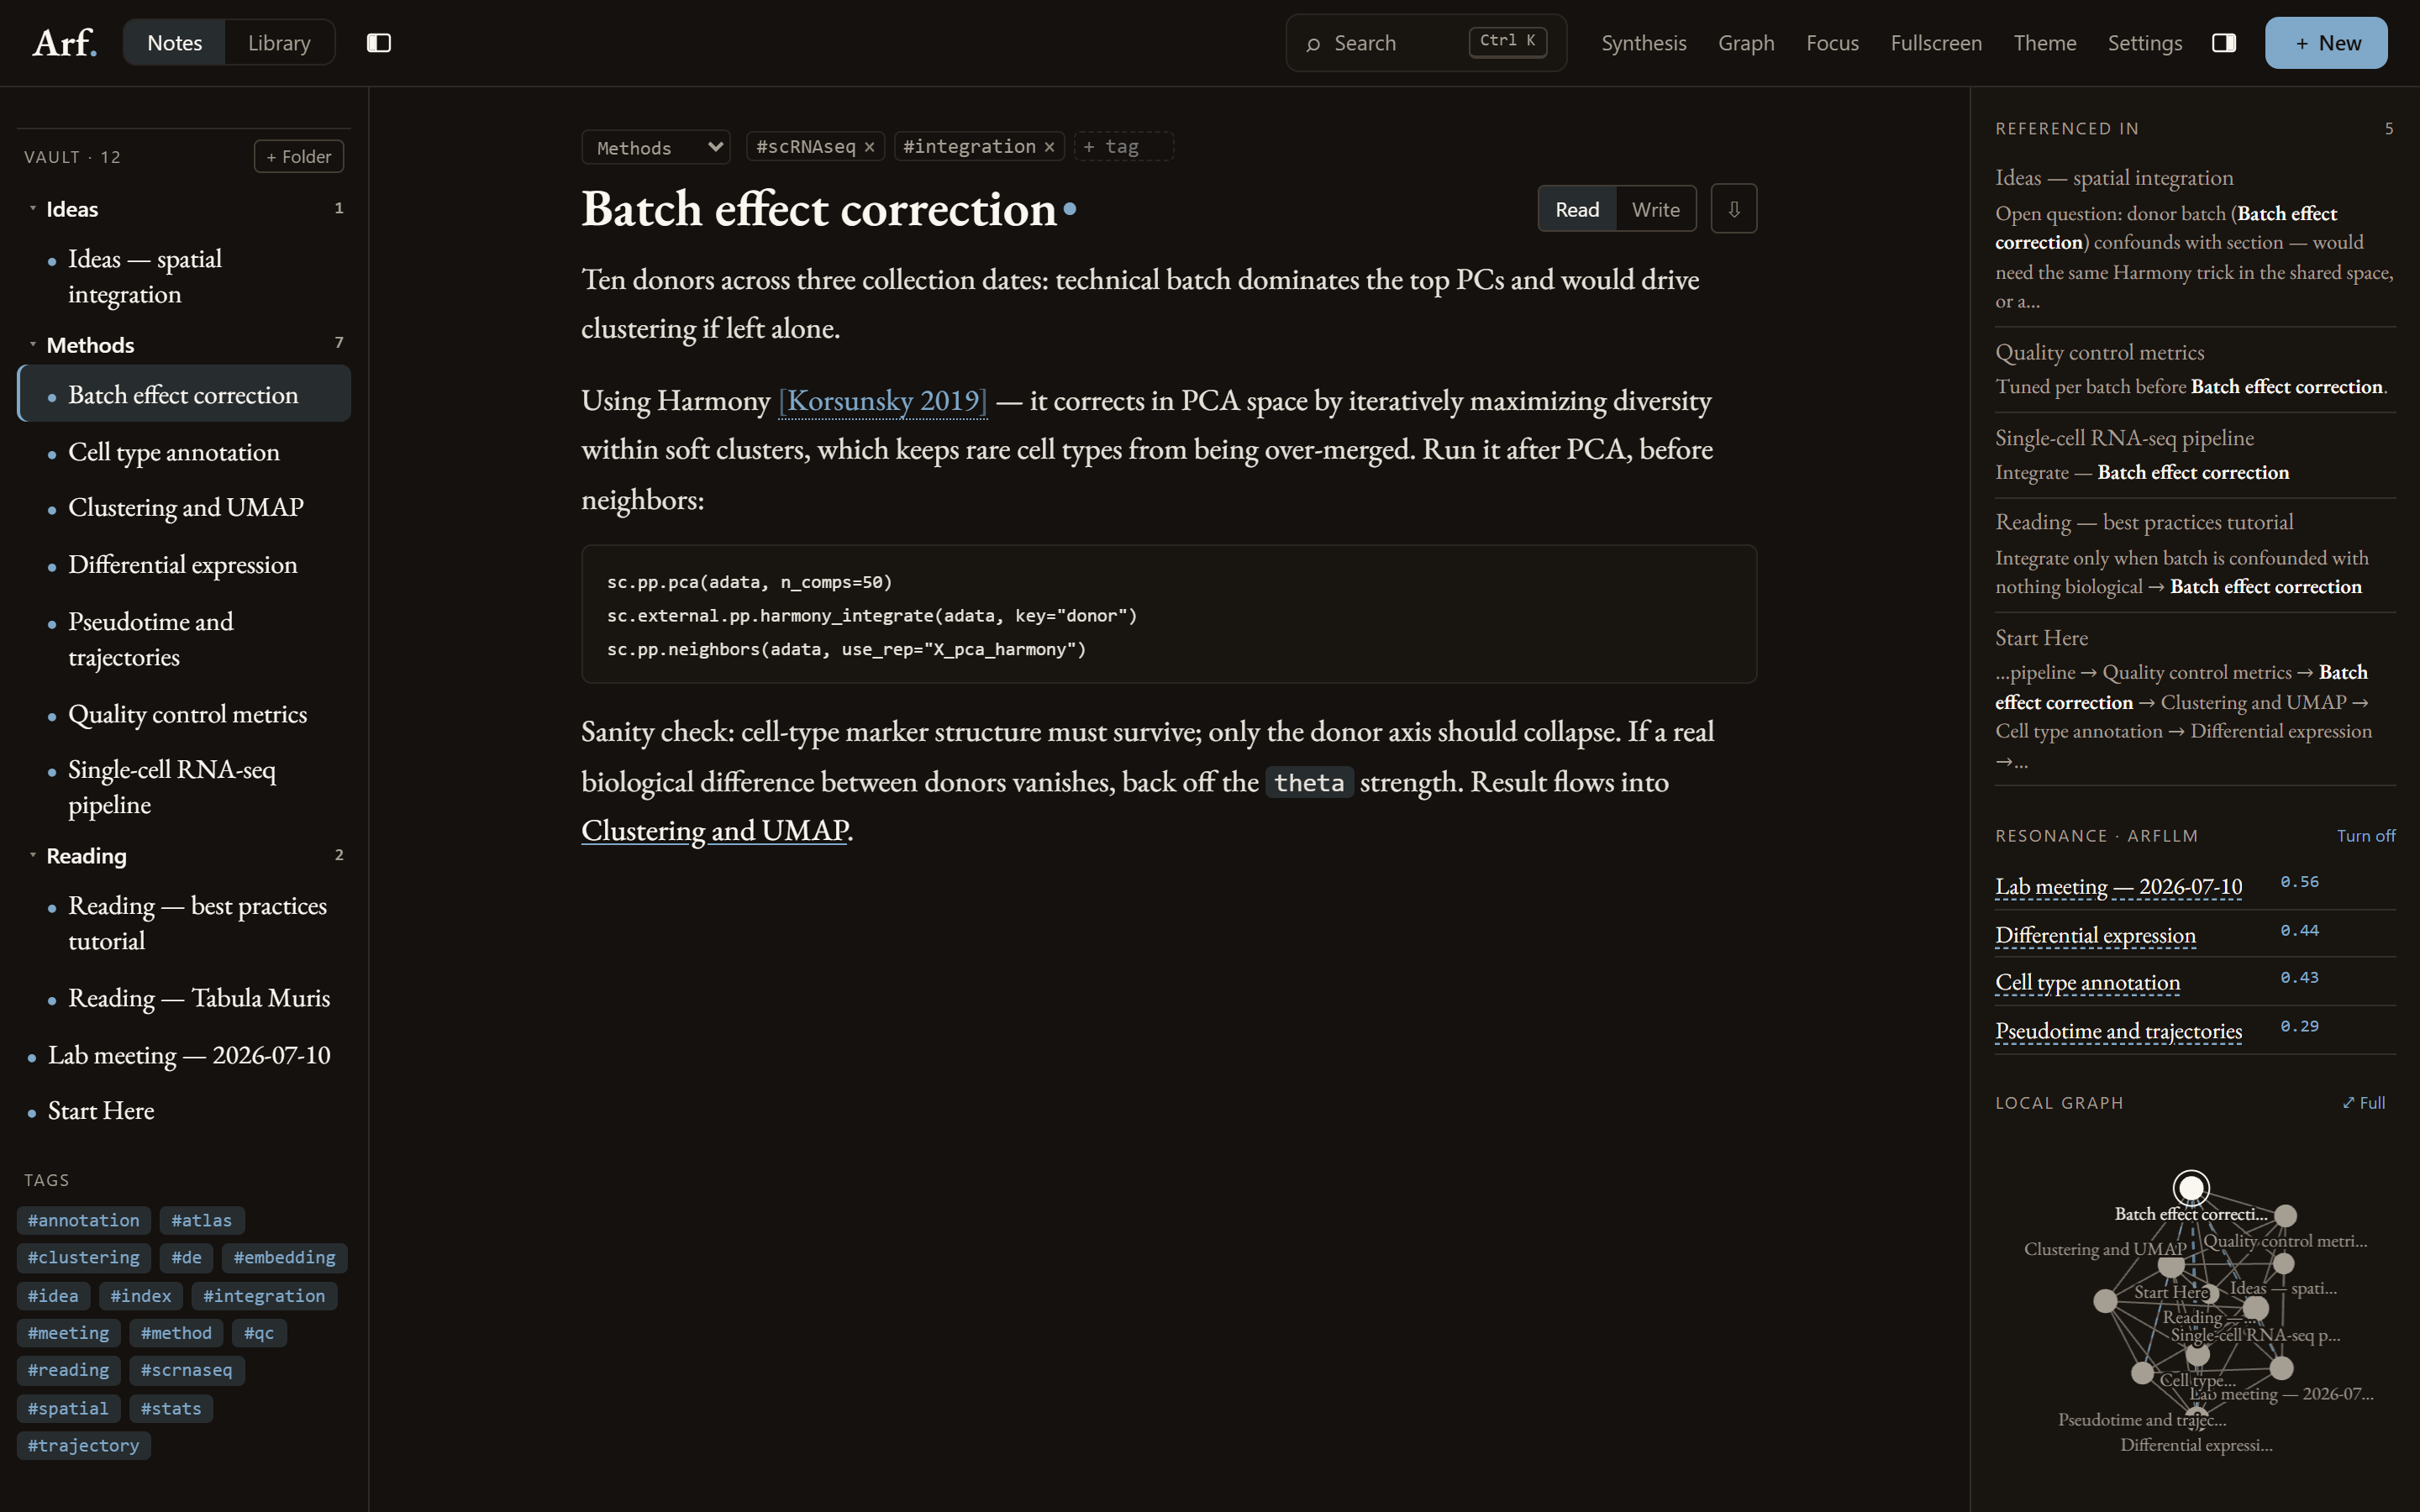 Arf.
Notes
Library
Search
Ctrl K
Synthesis
Graph
Focus
Fullscreen
Theme
Settings
+ New
VAULT · 12
+ Folder
Ideas 1
Ideas — spatial
integration
Methods 7
Batch effect correction
Cell type annotation
Clustering and UMAP
Differential expression
Pseudotime and
trajectories
Quality control metrics
Single-cell RNA-seq
pipeline
Reading 2
Reading — best practices
tutorial
Reading — Tabula Muris
Lab meeting — 2026-07-10
Start Here
TAGS
#annotation #atlas
#clustering #de #embedding
#idea #index #integration
#meeting #method #qc
#reading #scrnaseq
#spatial #stats
#trajectory
Methods #scRNAseq × #integration × + tag
Batch effect correction
Read Write
Ten donors across three collection dates: technical batch dominates the top PCs and would drive
clustering if left alone.
Using Harmony [Korsunsky 2019] — it corrects in PCA space by iteratively maximizing diversity
within soft clusters, which keeps rare cell types from being over-merged. Run it after PCA, before
neighbors:
sc.pp.pca(adata, n_comps=50)
sc.external.pp.harmony_integrate(adata, key="donor")
sc.pp.neighbors(adata, use_rep="X_pca_harmony")
Sanity check: cell-type marker structure must survive; only the donor axis should collapse. If a real
biological difference between donors vanishes, back off the theta strength. Result flows into
Clustering and UMAP.
REFERENCED IN 5
Ideas — spatial integration
Open question: donor batch (Batch effect
correction) confounds with section — would
need the same Harmony trick in the shared space,
or a...
Quality control metrics
Tuned per batch before Batch effect correction.
Single-cell RNA-seq pipeline
Integrate — Batch effect correction
Reading — best practices tutorial
Integrate only when batch is confounded with
nothing biological → Batch effect correction
Start Here
...pipeline → Quality control metrics → Batch
effect correction → Clustering and UMAP →
Cell type annotation → Differential expression
→...
RESONANCE · ARFLLM Turn off
Lab meeting — 2026-07-10 0.56
Differential expression 0.44
Cell type annotation 0.43
Pseudotime and trajectories 0.29
LOCAL GRAPH ⤢ Full
Batch effect correcti...
Quality control metri...
Clustering and UMAP
Ideas — spati...
Start Here
Reading —...
Single-cell RNA-seq p...
Cell type...
Lab meeting — 2026-07...
Pseudotime and trajec...
Differential expressi...